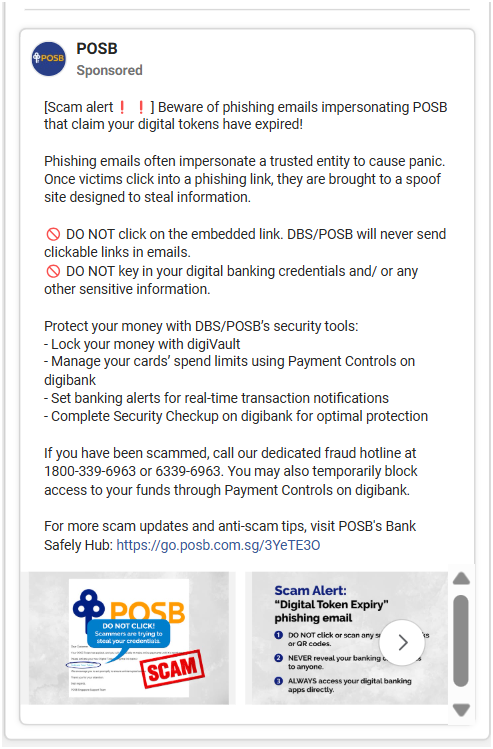 POSB
POSB
Sponsored
[Scam alert❗ ❗] Beware of phishing emails impersonating POSB
that claim your digital tokens have expired!
Phishing emails often impersonate a trusted entity to cause panic.
Once victims click into a phishing link, they are brought to a spoof
site designed to steal information.
🚫 DO NOT click on the embedded link. DBS/POSB will never send
clickable links in emails.
🚫 DO NOT key in your digital banking credentials and/ or any
other sensitive information.
Protect your money with DBS/POSB’s security tools:
- Lock your money with digiVault
- Manage your cards’ spend limits using Payment Controls on
digibank
- Set banking alerts for real-time transaction notifications
- Complete Security Checkup on digibank for optimal protection
If you have been scammed, call our dedicated fraud hotline at
1800-339-6963 or 6339-6963. You may also temporarily block
access to your funds through Payment Controls on digibank.
For more scam updates and anti-scam tips, visit POSB's Bank
Safely Hub: https://go.posb.com.sg/3YeTE3O
POSB
DO NOT CLICK!
Scammers are trying to
steal your credentials.
SCAM
Scam Alert:
“Digital Token Expiry”
phishing email
1 DO NOT click or scan any
or QR codes.
2 NEVER reveal your banking
to anyone.
3 ALWAYS access your digital banking
apps directly.